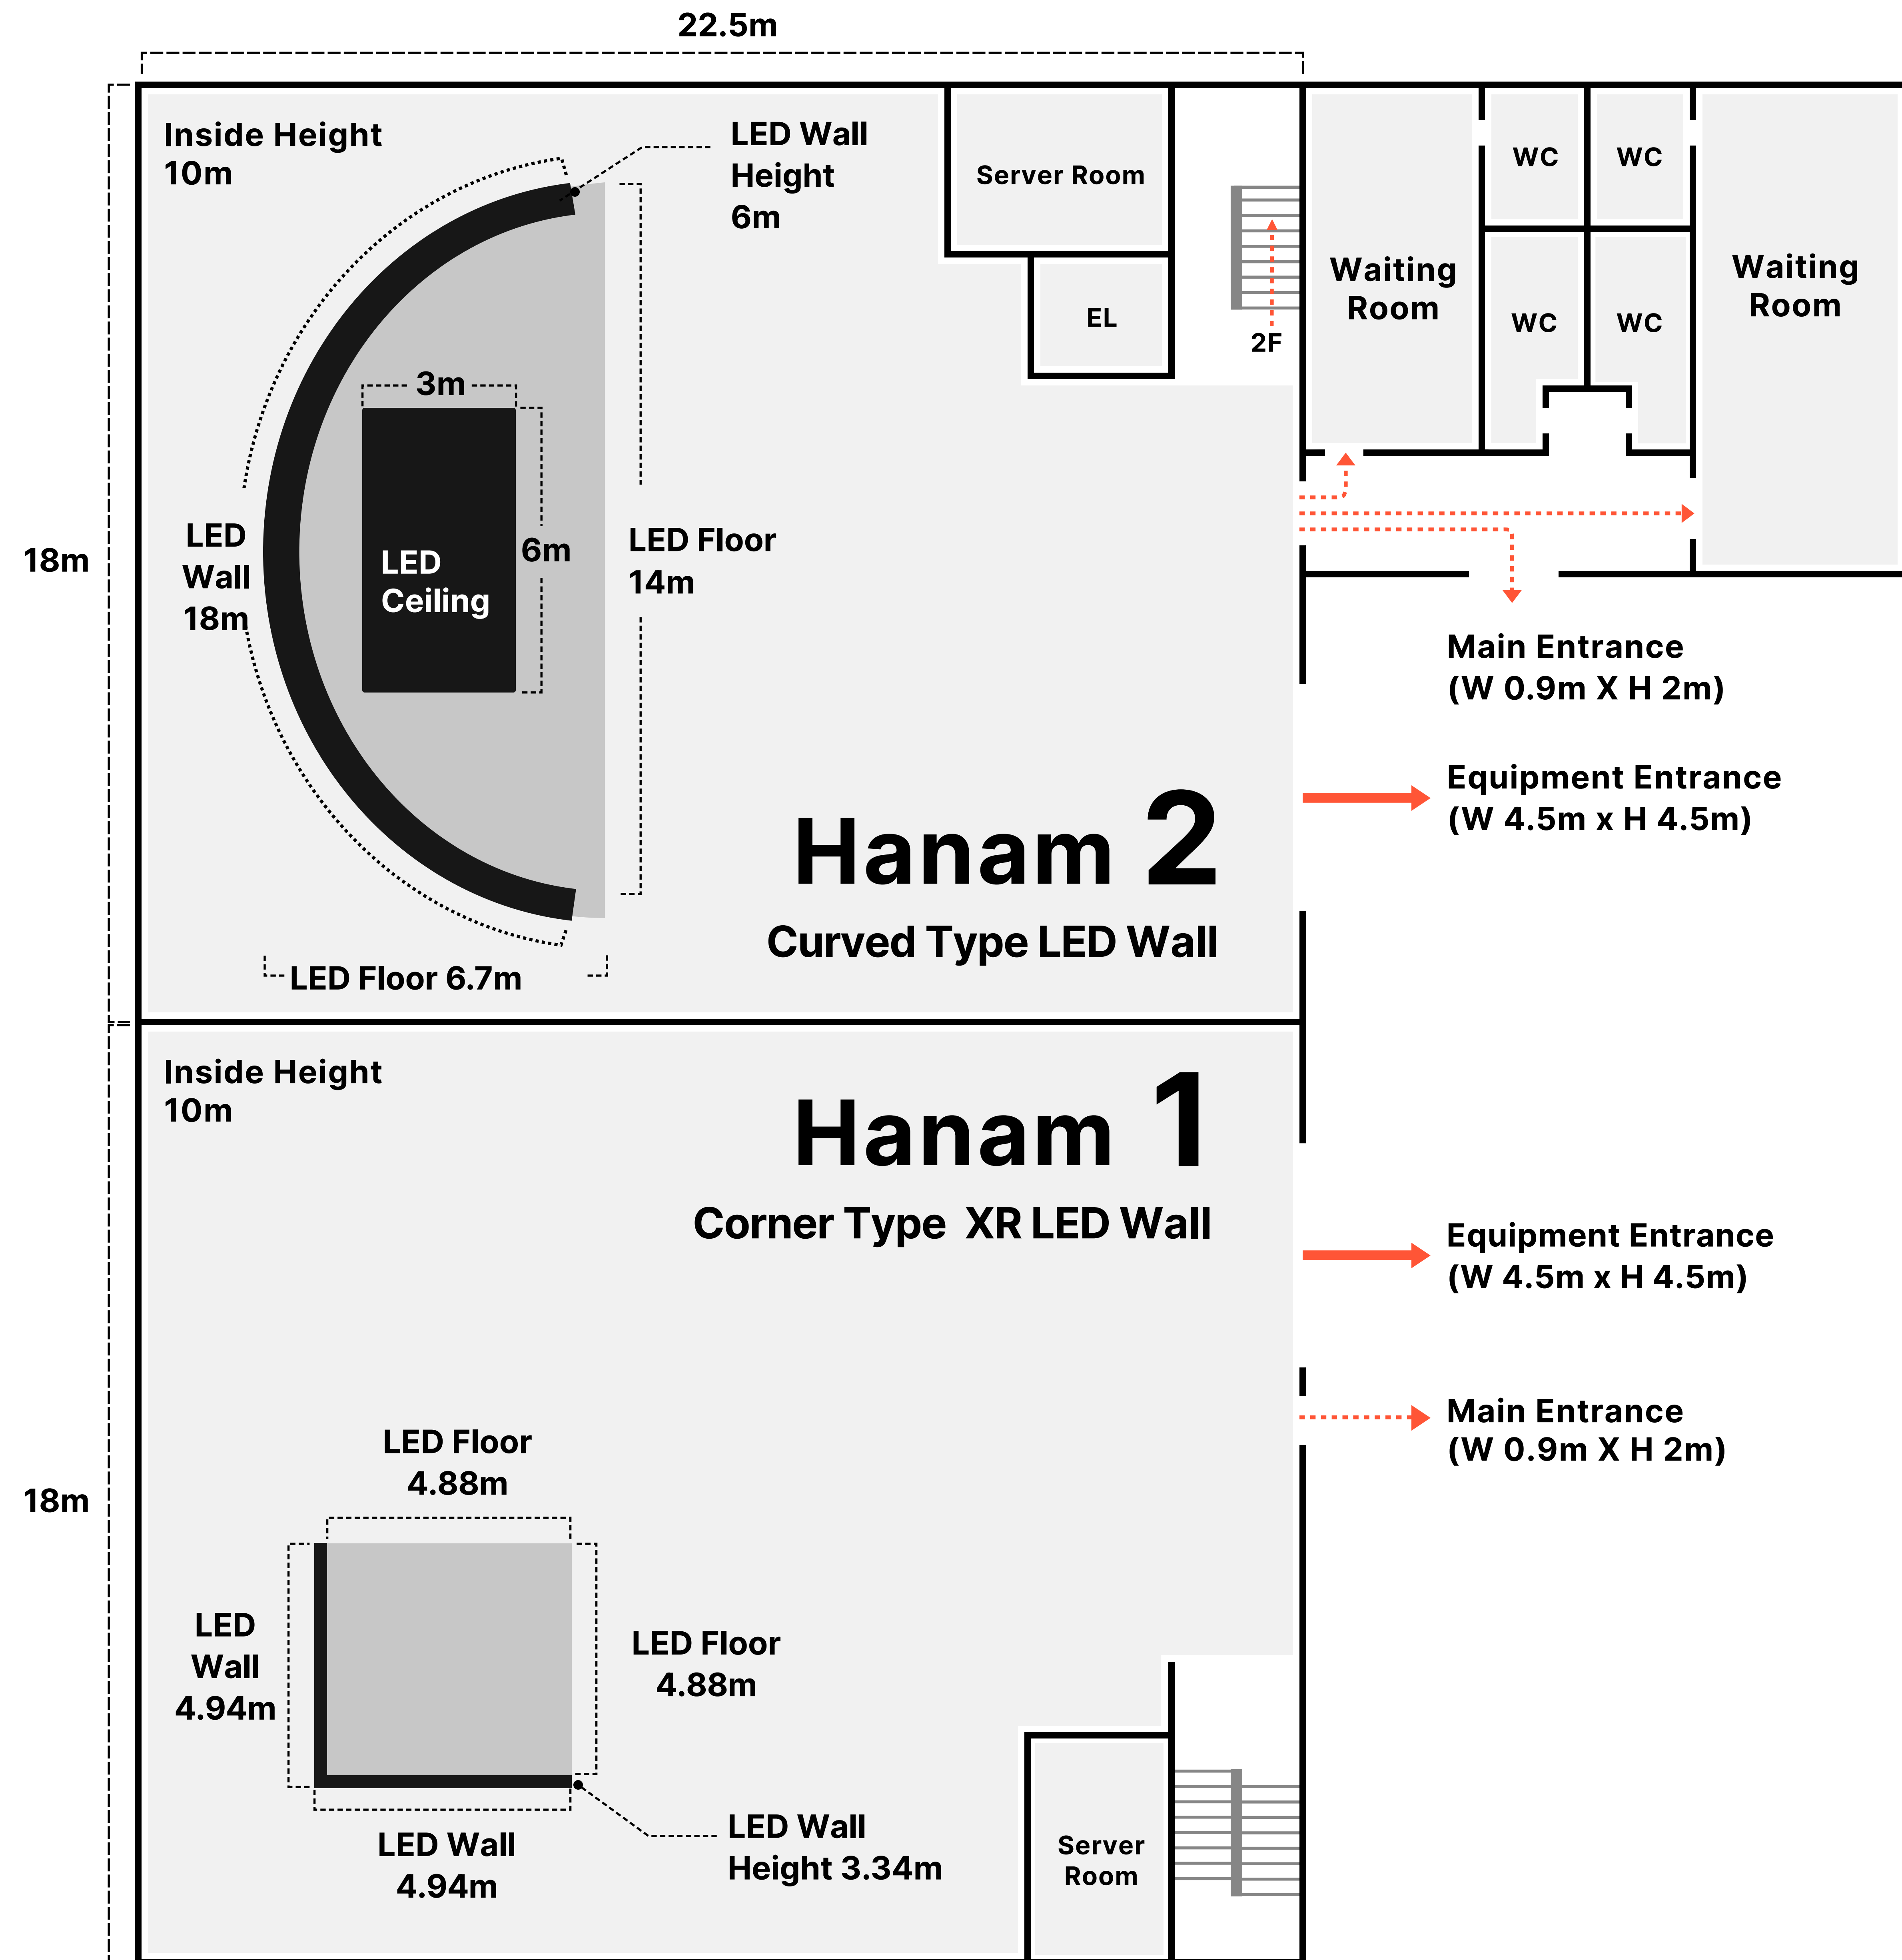 22.5m
Inside Height
10m
LED Wall
Height
6m
Server Room
EL
2F
Waiting
Room
WC
WC
WC
WC
Waiting
Room
3m
6m
LED
Ceiling
LED
Wall
18m
18m
LED Floor
14m
LED Floor 6.7m
Main Entrance
(W 0.9m X H 2m)
Equipment Entrance
(W 4.5m x H 4.5m)
Hanam 2
Curved Type LED Wall
Inside Height
10m
Hanam 1
Corner Type XR LED Wall
Equipment Entrance
(W 4.5m x H 4.5m)
Main Entrance
(W 0.9m X H 2m)
18m
LED Floor
4.88m
LED
Wall
4.94m
LED Floor
4.88m
LED Wall
4.94m
LED Wall
Height 3.34m
Server
Room